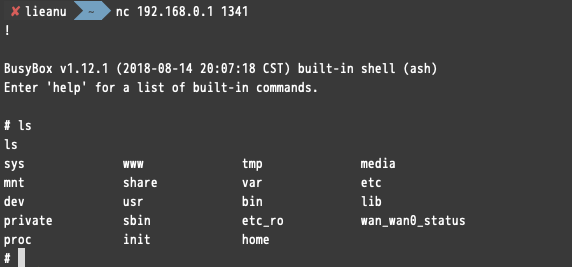 ✘ lieanu ~ nc 192.168.0.1 1341
!
BusyBox v1.12.1 (2018-08-14 20:07:18 CST) built-in shell (ash)
Enter 'help' for a list of built-in commands.
# ls
ls
sys www tmp media
mnt share var etc
dev usr bin lib
private sbin etc_ro wan_wan0_status
proc init home
#